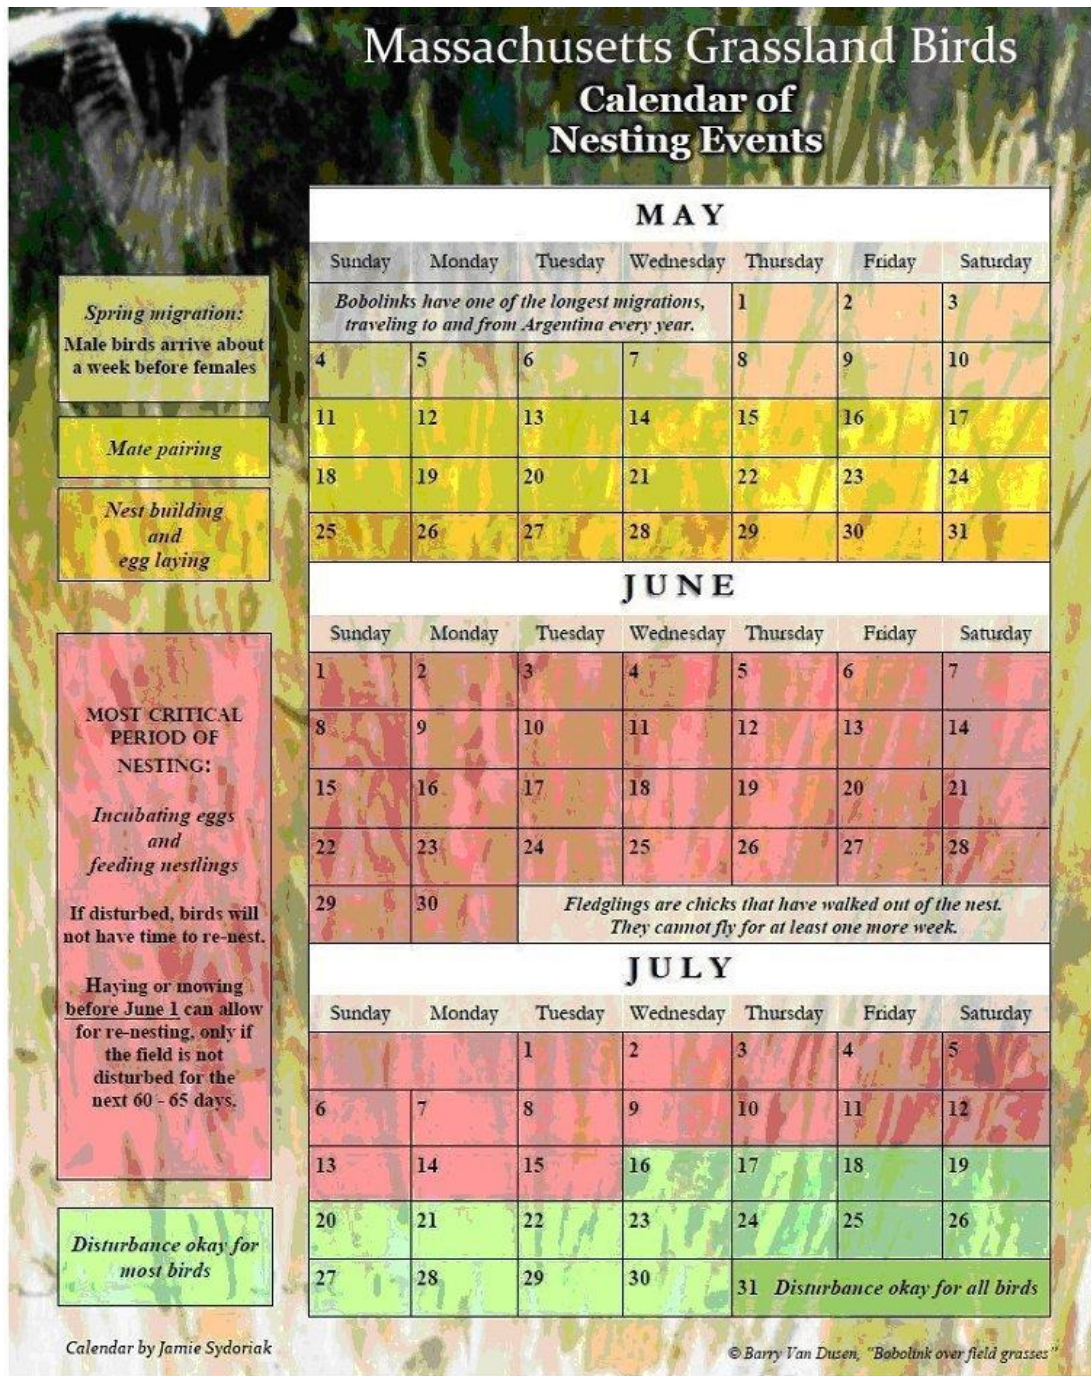 Massachusetts Grassland Birds
Calendar of
Nesting Events
Spring migration:
Male birds arrive about
a week before females
Mate pairing
Nest building
and
egg laying
MOST CRITICAL
PERIOD OF
NESTING:
Incubating eggs
and
feeding nestlings
If disturbed, birds will
not have time to re-nest.
Haying or mowing
before June 1 can allow
for re-nesting, only if
the field is not
disturbed for the
next 60 - 65 days.
Disturbance okay for
most birds
MAY
Sunday Monday Tuesday Wednesday Thursday Friday Saturday
Bobolinks have one of the longest migrations,
traveling to and from Argentina every year.
1 2 3
4 5 6 7 8 9 10
11 12 13 14 15 16 17
18 19 20 21 22 23 24
25 26 27 28 29 30 31
JUNE
Sunday Monday Tuesday Wednesday Thursday Friday Saturday
1 2 3 4 5 6 7
8 9 10 11 12 13 14
15 16 17 18 19 20 21
22 23 24 25 26 27 28
29 30
Fledglings are chicks that have walked out of the nest.
They cannot fly for at least one more week.
JULY
Sunday Monday Tuesday Wednesday Thursday Friday Saturday
1 2 3 4 5
6 7 8 9 10 11 12
13 14 15 16 17 18 19
20 21 22 23 24 25 26
27 28 29 30 31 Disturbance okay for all birds
Calendar by Jamie Sydoriak
© Barry Van Dusen, "Bobolink over field grasses"